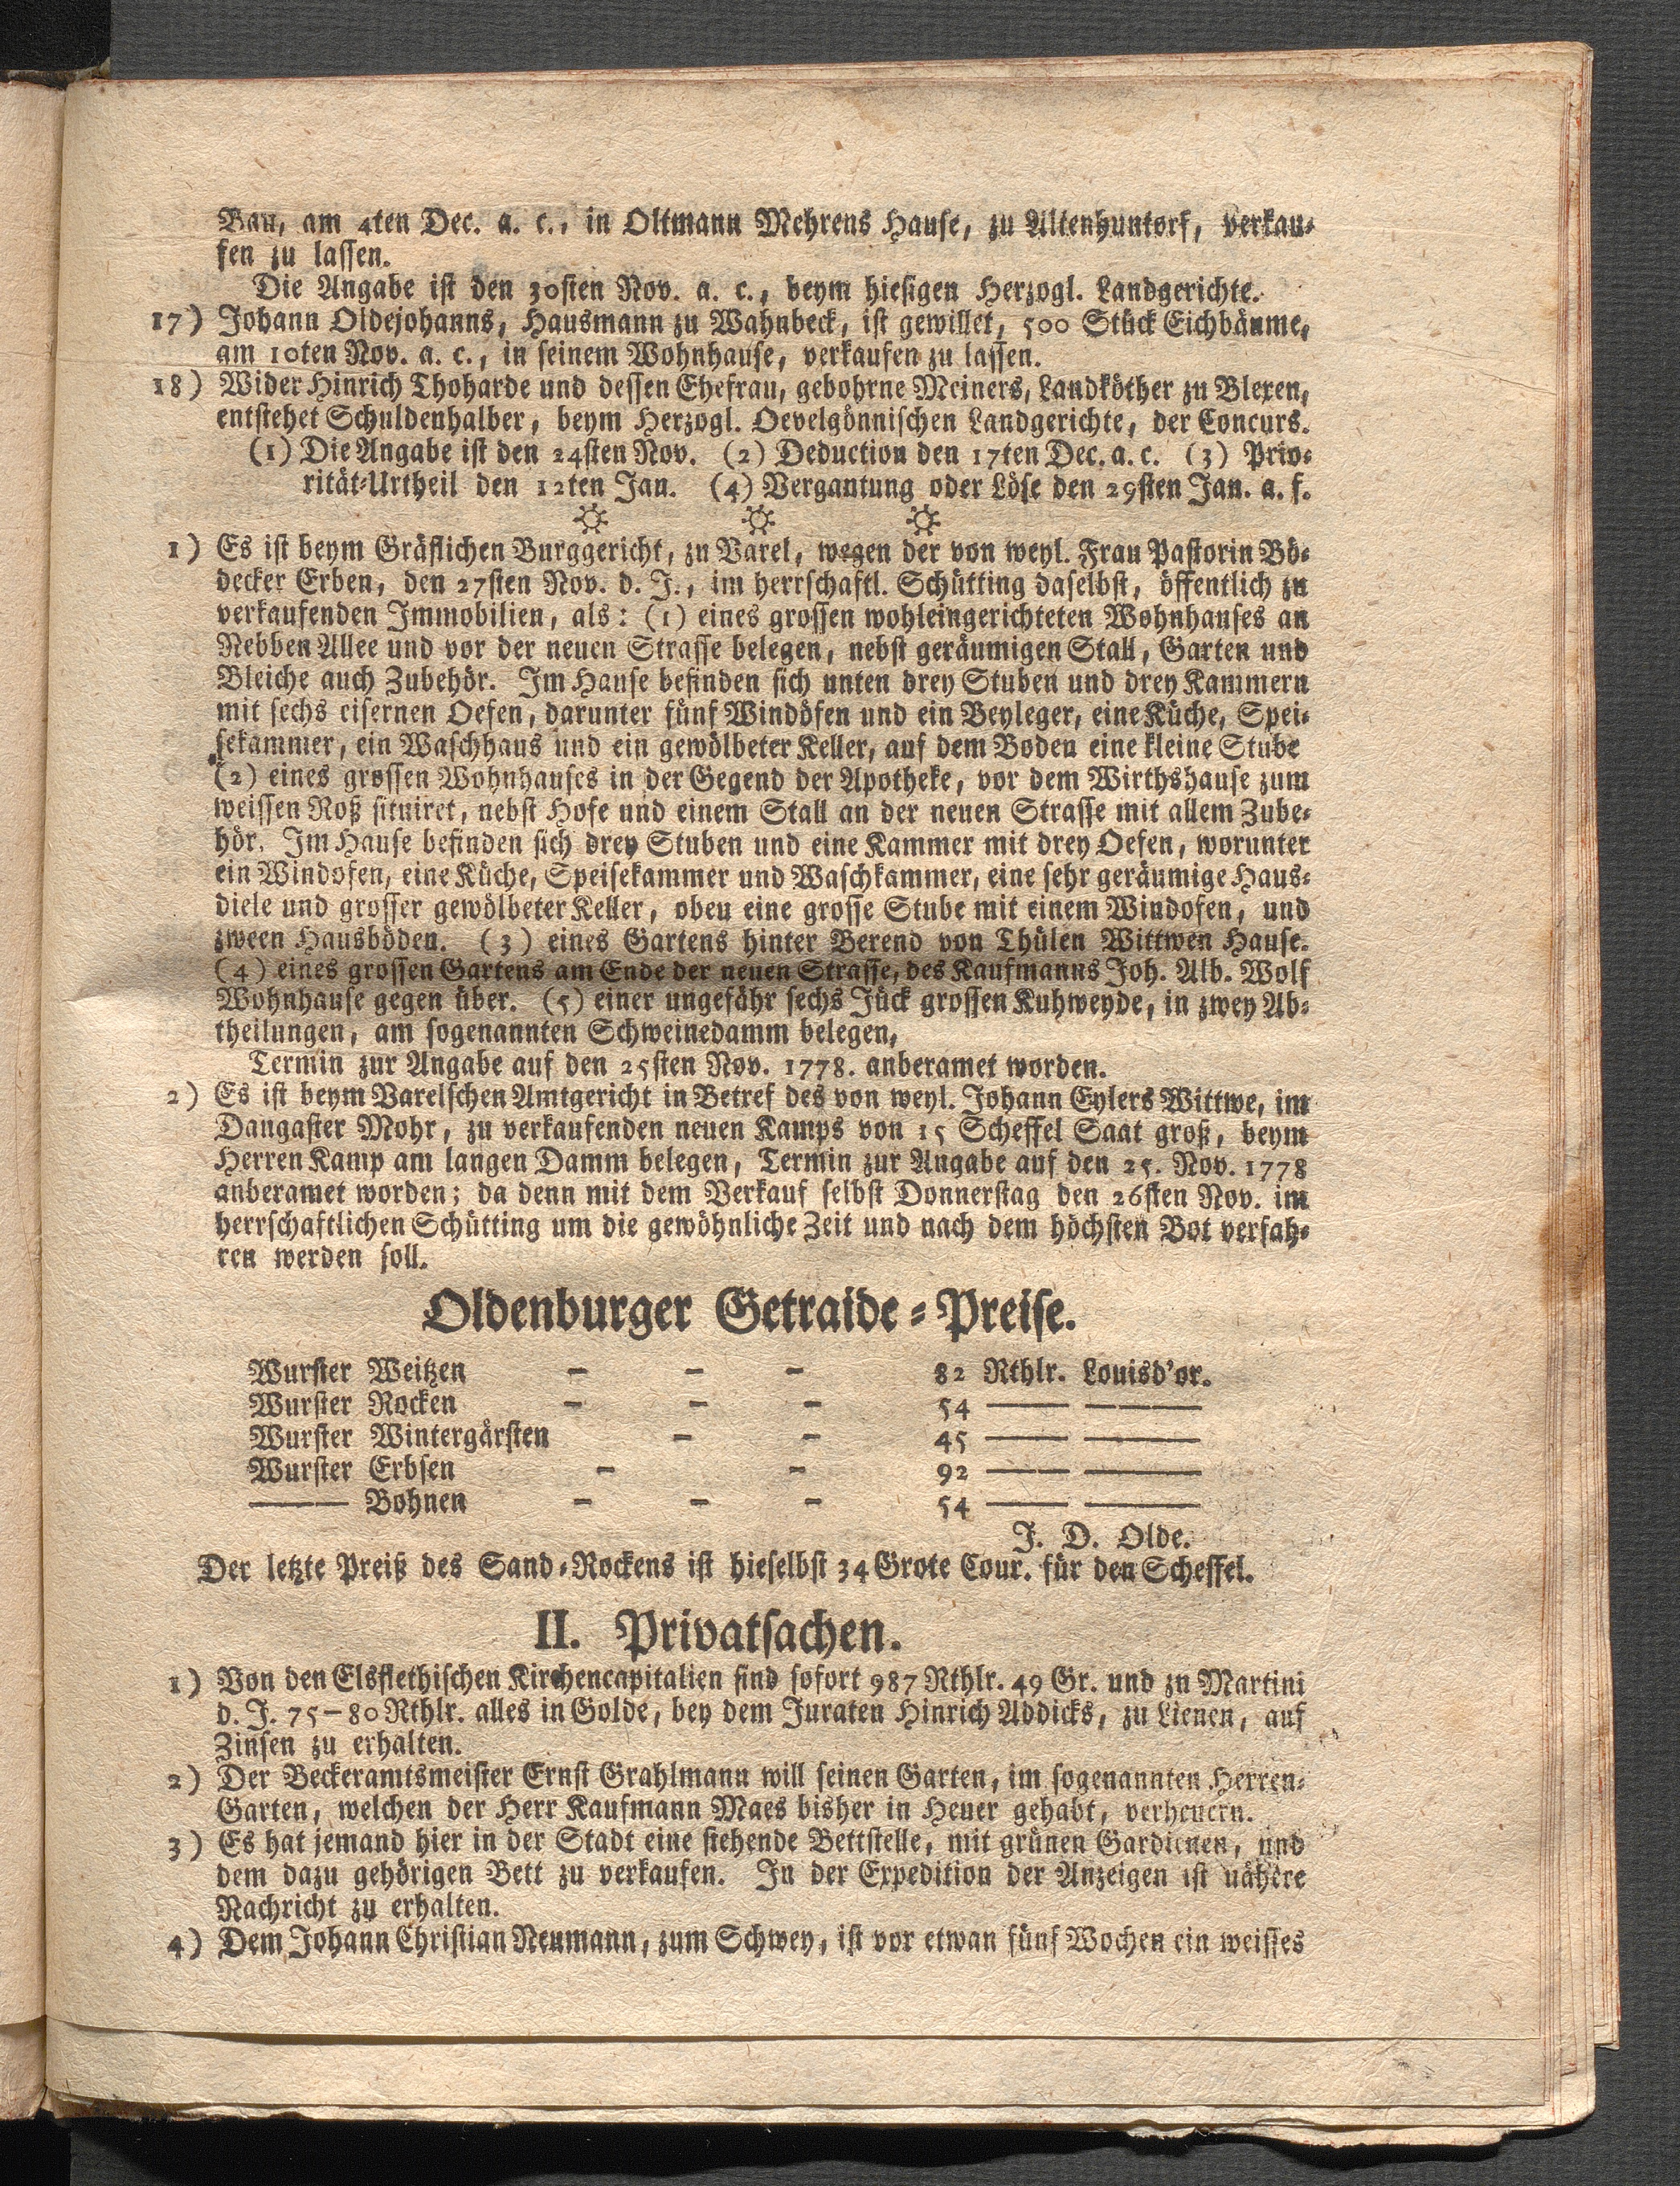 Bau, am 4ten Dec. a. c., in Oltmann Mehrens Hause, zu Altenhuntorf, verkau-
fen zu lassen.
Die Angabe ist den 30sten Nov. a. c., beym hiesigen Herzogl. Landgerichte.
17) Johann Oldejohanns, Hausmann zu Wahnbeck, ist gewillet, 500 Stück Eichbäume,
am 10ten Nov. a. c., in seinem Wohnhause, verkaufen zu lassen.
18) Wider Hinrich Thoharde und dessen Ehefrau, gebohrne Meiners, Landköther zu Blexen,
entstehet Schuldenhalber, beym Herzogl. Oevelgönnischen Landgerichte, der Concurs.
(1) Die Angabe ist den 24sten Nov. (2) Deduction den 17ten Dec. a. c. (3) Prio-
rität-Urtheil den 12ten Jan. (4) Vergantung oder Löse den 29sten Jan. a. f.
1) Es ist beym Gräflichen Burggericht, zu Varel, wegen der von weyl. Frau Pastorin Bö-
decker Erben, den 27sten Nov. d. J., im herrschaftl. Schütting daselbst, öffentlich zu
verkaufenden Immobilien, als: (1) eines grossen wohleingerichteten Wohnhauses an
Nebben Allee und vor der neuen Strasse belegen, nebst geräumigen Stall, Garten und
Bleiche auch Zubehör. Im Hause befinden sich unten drey Stuben und drey Kammern
mit sechs eisernen Oefen, darunter fünf Windöfen und ein Beyleger, eine Küche, Spei-
sekammer, ein Waschhaus und ein gewölbeter Keller, auf dem Boden eine kleine Stube
(2) eines grossen Wohnhauses in der Gegend der Apotheke, vor dem Wirthshause zum
weissen Roß situiret, nebst Hofe und einem Stall an der neuen Strasse mit allem Zube-
hör. Im Hause befinden sich drey Stuben und eine Kammer mit drey Oefen, worunter
ein Windofen, eine Küche, Speisekammer und Waschkammer, eine sehr geräumige Haus-
diele und grosser gewölbeter Keller, oben eine grosse Stube mit einem Windofen, und
zween Hausböden. (3) eines Gartens hinter Berend von Thülen Wittwen Hause.
(4) eines grossen Gartens am Ende der neuen Strasse, des Kaufmanns Joh. Alb. Wolf
Wohnhause gegen über. (5) einer ungefähr sechs Jück grossen Kuhweyde, in zwey Ab-
theilungen, am sogenannten Schweinedamm belegen,
Termin zur Angabe auf den 25sten Nov. 1778. anberamet worden.
2) Es ist beym Varelschen Amtgericht in Betref des von weyl. Johann Eylers Wittwe, im
Dangaster Mohr, zu verkaufenden neuen Kamps von 15 Scheffel Saat groß, beym
Herren Kamp am langen Damm belegen, Termin zur Angabe auf den 25. Nov. 1778
anberamet worden; da denn mit dem Verkauf selbst Donnerstag den 26sten Nov. im
herrschaftlichen Schütting um die gewöhnliche Zeit und nach dem höchsten Bot verfah-
ren werden soll.
Oldenburger Getraide-Preise.
Wurster Weitzen - - - 82 Rthlr. Louisd'or.
Wurster Rocken - - - 54 — —
Wurster Wintergärsten - - 45 — —
Wurster Erbsen - - 92 — —
— Bohnen - - - 54 — —
J. D. Olde.
Der letzte Preiß des Sand-Rockens ist hieselbst 34 Grote Cour. für den Scheffel.
II. Privatsachen.
1) Von den Elsflethischen Kirchencapitalien sind sofort 987 Rthlr. 49 Gr. und zu Martini
d. J. 75-80 Rthlr. alles in Golde, bey dem Juraten Hinrich Addicks, zu Lienen, auf
Zinsen zu erhalten.
2) Der Beckeramtsmeister Ernst Grahlmann will seinen Garten, im sogenannten Herren-
Garten, welchen der Herr Kaufmann Maes bisher in Heuer gehabt, verheuern.
3) Es hat jemand hier in der Stadt eine stehende Bettstelle, mit grünen Gardienen, und
dem dazu gehörigen Bett zu verkaufen. In der Expedition der Anzeigen ist nähere
Nachricht zu erhalten.
4) Dem Johann Christian Neumann, zum Schwey, ist vor etwan fünf Wochen ein weisses